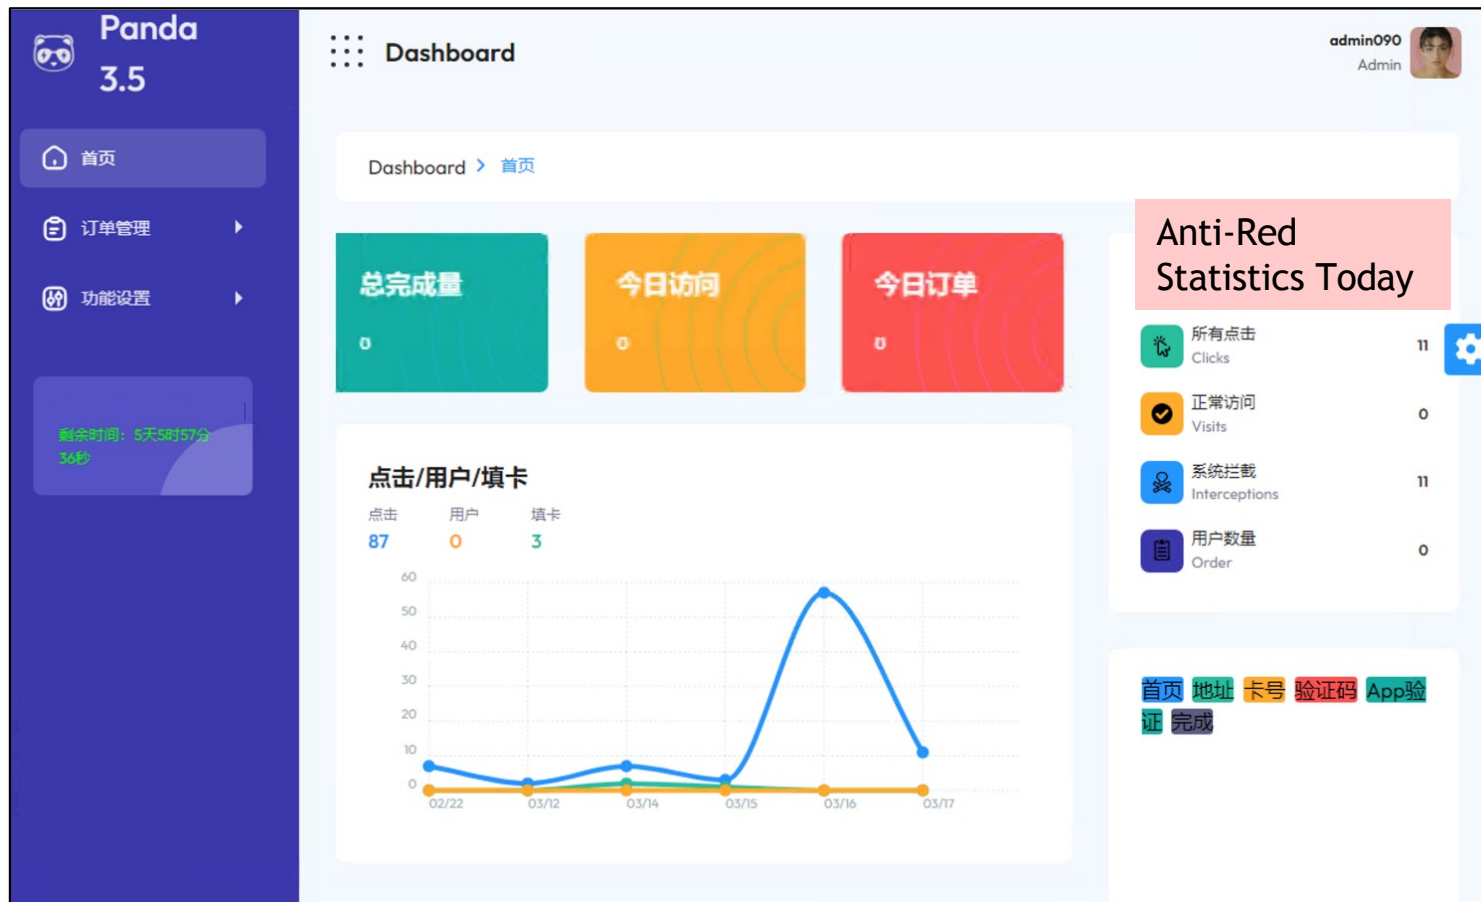 Panda
3.5
首页
订单管理
功能设置
剩余时间：5天5时57分
36秒
Dashboard
admin090
Admin
Dashboard > 首页
总完成量
0
今日访问
0
今日订单
0
Anti-Red
Statistics Today
所有点击
Clicks
11
正常访问
Visits
0
系统拦截
Interceptions
11
用户数量
Order
0
点击/用户/填卡
点击 用户 填卡
87 0 3
60
50
40
30
20
10
0
02/22 03/12 03/14 03/15 03/16 03/17
首页 地址 卡号 验证码 App验
证 完成